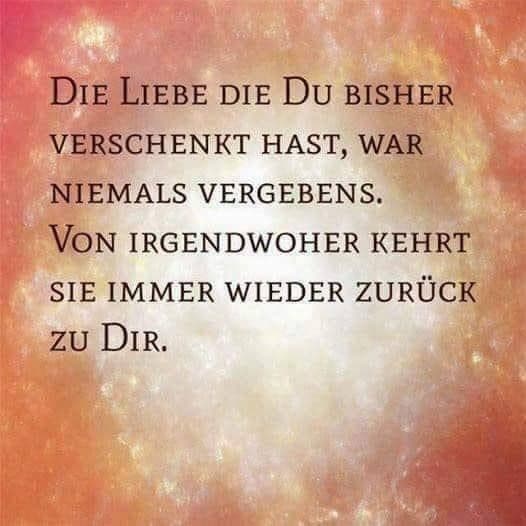 Die Liebe die Du bisher
verschenkt hast, war
niemals vergebens.
Von irgendwoher kehrt
sie immer wieder zurück
zu Dir.